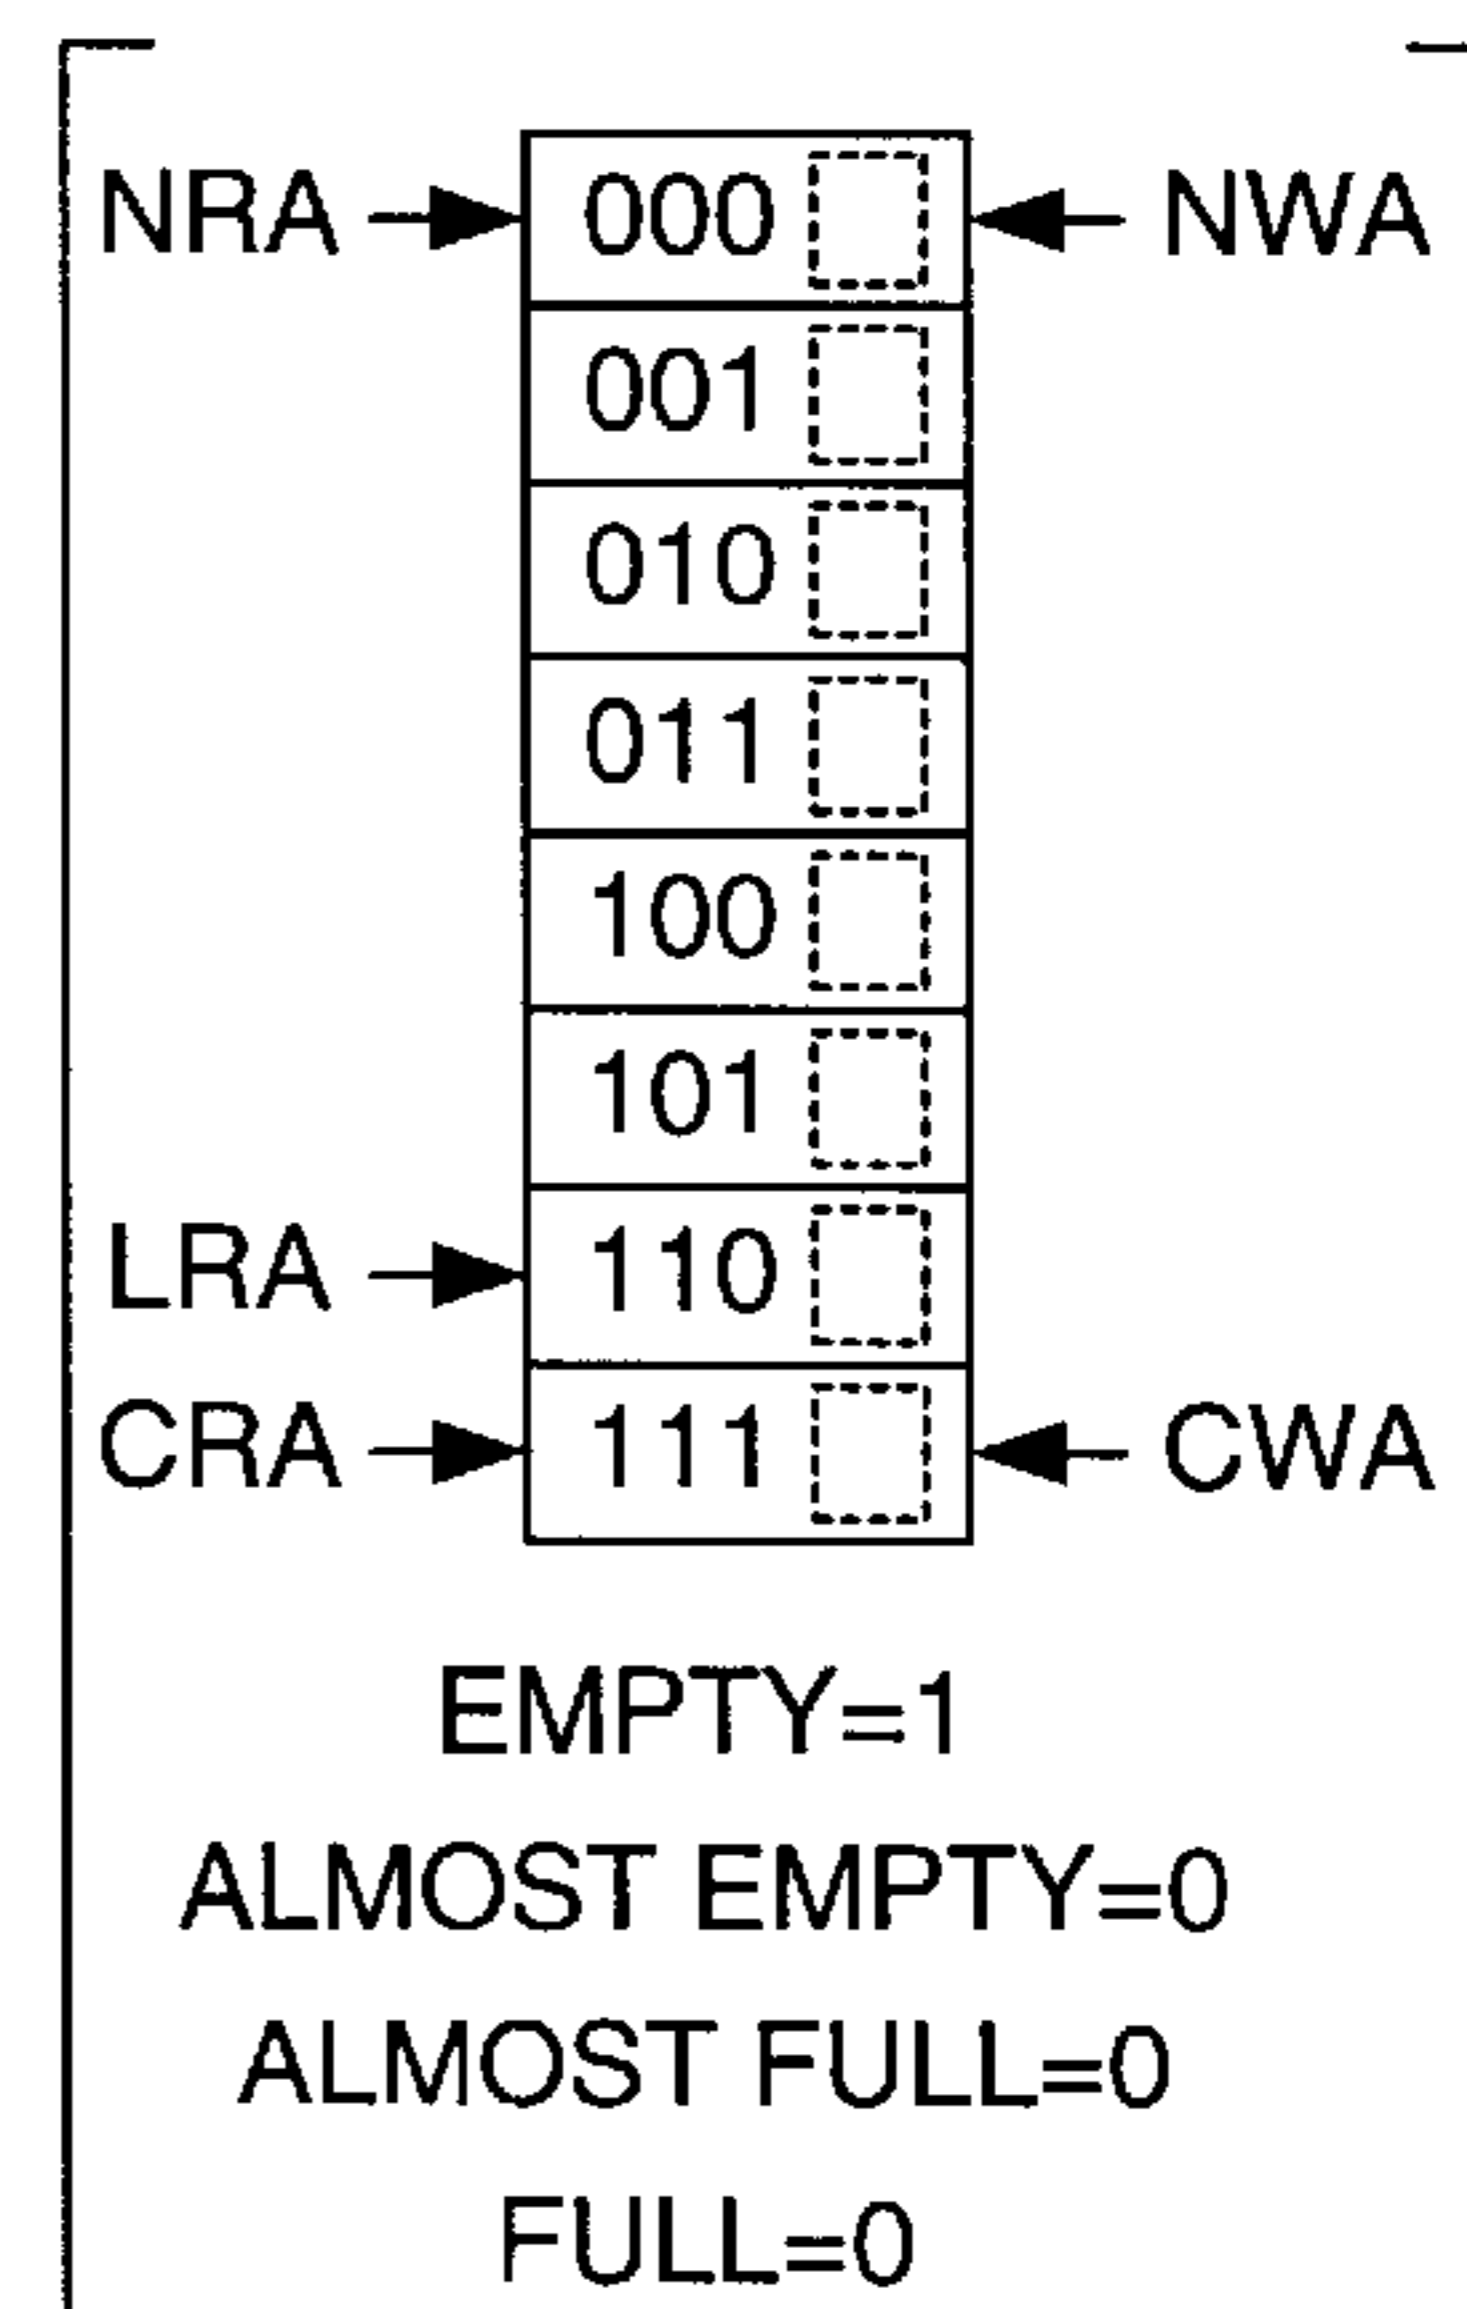 NRA 000 NWA
001
010
011
100
101
LRA 110
CRA 111 CWA
EMPTY=1
ALMOST EMPTY=0
ALMOST FULL=0
FULL=0